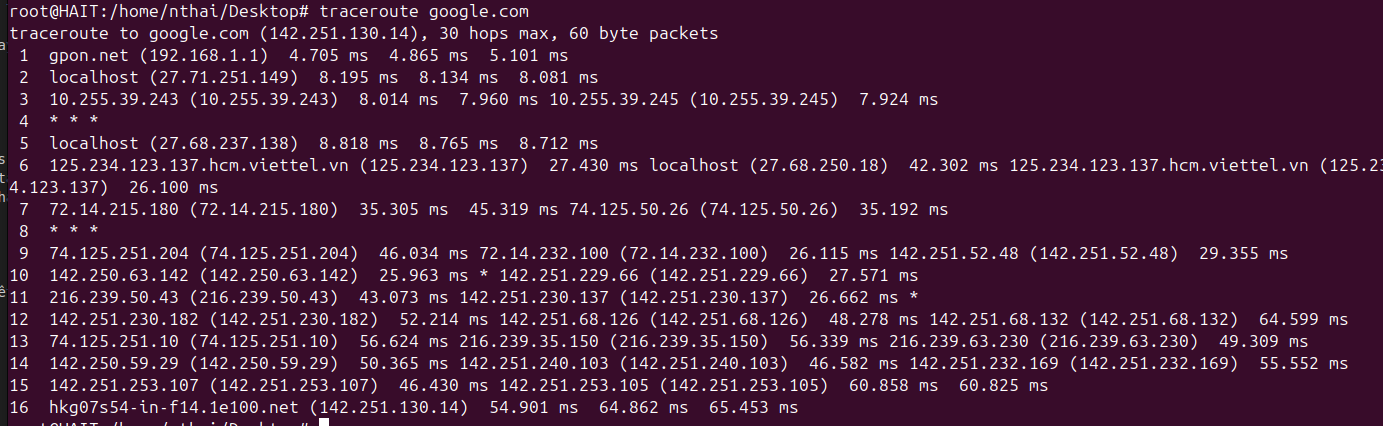 root@HAIT:/home/nthai/Desktop# traceroute google.com
traceroute to google.com (142.251.130.14), 30 hops max, 60 byte packets
 1  gpon.net (192.168.1.1)  4.705 ms  4.865 ms  5.101 ms
 2  localhost (27.71.251.149)  8.195 ms  8.134 ms  8.081 ms
 3  10.255.39.243 (10.255.39.243)  8.014 ms  7.960 ms 10.255.39.245 (10.255.39.245)  7.924 ms
 4  * * *
 5  localhost (27.68.237.138)  8.818 ms  8.765 ms  8.712 ms
 6  125.234.123.137.hcm.viettel.vn (125.234.123.137)  27.430 ms localhost (27.68.250.18)  42.302 ms 125.234.123.137.hcm.viettel.vn (125.23
4.123.137)  26.100 ms
 7  72.14.215.180 (72.14.215.180)  35.305 ms  45.319 ms 74.125.50.26 (74.125.50.26)  35.192 ms
 8  * * *
 9  74.125.251.204 (74.125.251.204)  46.034 ms 72.14.232.100 (72.14.232.100)  26.115 ms 142.251.52.48 (142.251.52.48)  29.355 ms
10  142.250.63.142 (142.250.63.142)  25.963 ms * 142.251.229.66 (142.251.229.66)  27.571 ms
11  216.239.50.43 (216.239.50.43)  43.073 ms 142.251.230.137 (142.251.230.137)  26.662 ms *
12  142.251.230.182 (142.251.230.182)  52.214 ms 142.251.68.126 (142.251.68.126)  48.278 ms 142.251.68.132 (142.251.68.132)  64.599 ms
13  74.125.251.10 (74.125.251.10)  56.624 ms 216.239.35.150 (216.239.35.150)  56.339 ms 216.239.63.230 (216.239.63.230)  49.309 ms
14  142.250.59.29 (142.250.59.29)  50.365 ms 142.251.240.103 (142.251.240.103)  46.582 ms 142.251.232.169 (142.251.232.169)  55.552 ms
15  142.251.253.107 (142.251.253.107)  46.430 ms 142.251.253.105 (142.251.253.105)  60.858 ms  60.825 ms
16  hkg07s54-in-f14.1e100.net (142.251.130.14)  54.901 ms  64.862 ms  65.453 ms
root@HAIT:/home/nthai/Desktop#